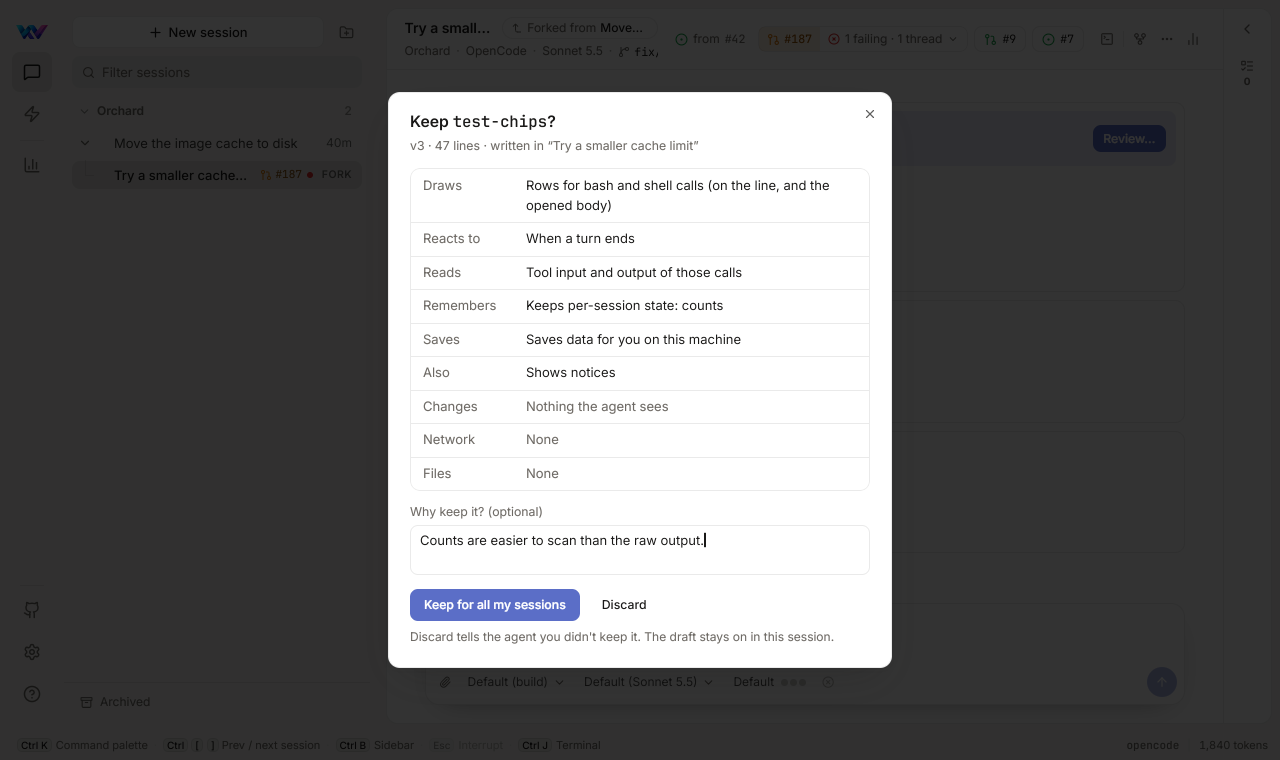 New session
Filter sessions
Orchard 2
Move the image cache to disk 40m
Try a smaller cache... #187 FORK
Archived
Try a small... Forked from Move...
Orchard · OpenCode · Sonnet 5.5 · fix,
from #42 #187 1 failing · 1 thread #9 #7
0
Review...
Keep test-chips?
v3 · 47 lines · written in “Try a smaller cache limit”
Draws Rows for bash and shell calls (on the line, and the
opened body)
Reacts to When a turn ends
Reads Tool input and output of those calls
Remembers Keeps per-session state: counts
Saves Saves data for you on this machine
Also Shows notices
Changes Nothing the agent sees
Network None
Files None
Why keep it? (optional)
Counts are easier to scan than the raw output.
Keep for all my sessions Discard
Discard tells the agent you didn't keep it. The draft stays on in this session.
Default (build) Default (Sonnet 5.5) Default
Ctrl K Command palette Ctrl [ ] Prev / next session Ctrl B Sidebar Esc Interrupt Ctrl J Terminal
opencode 1,840 tokens